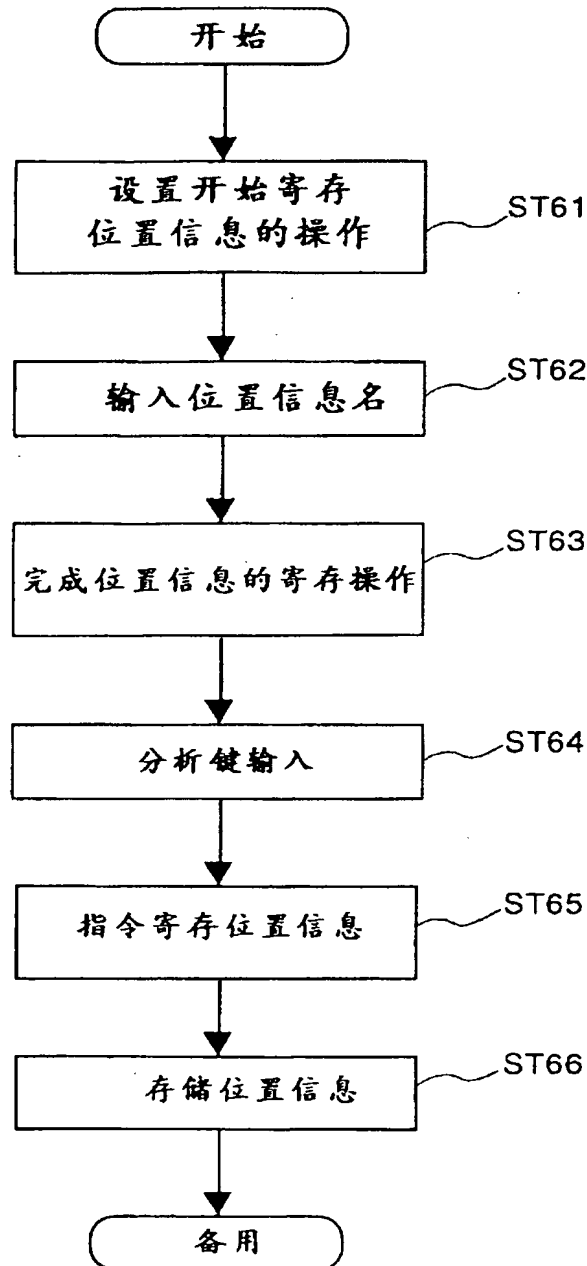 开始
设置开始寄存
位置信息的操作
ST61
输入位置信息名
ST62
完成位置信息的寄存操作
ST63
分析键输入
ST64
指令寄存位置信息
ST65
存储位置信息
ST66
备用